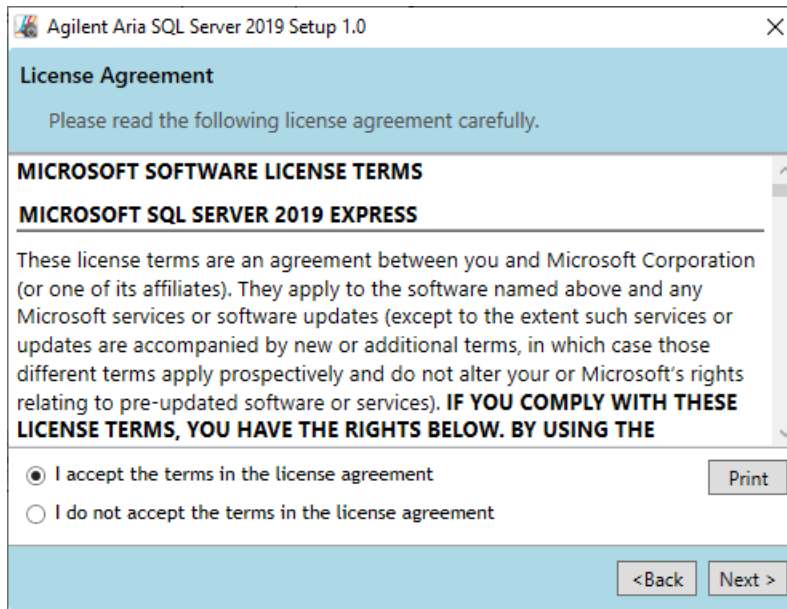 Agilent Aria SQL Server 2019 Setup 1.0
License Agreement
Please read the following license agreement carefully.
MICROSOFT SOFTWARE LICENSE TERMS
MICROSOFT SQL SERVER 2019 EXPRESS
These license terms are an agreement between you and Microsoft Corporation
(or one of its affiliates). They apply to the software named above and any
Microsoft services or software updates (except to the extent such services or
updates are accompanied by new or additional terms, in which case those
different terms apply prospectively and do not alter your or Microsoft’s rights
relating to pre-updated software or services). IF YOU COMPLY WITH THESE
LICENSE TERMS, YOU HAVE THE RIGHTS BELOW. BY USING THE
I accept the terms in the license agreement
Print
I do not accept the terms in the license agreement
<Back
Next >